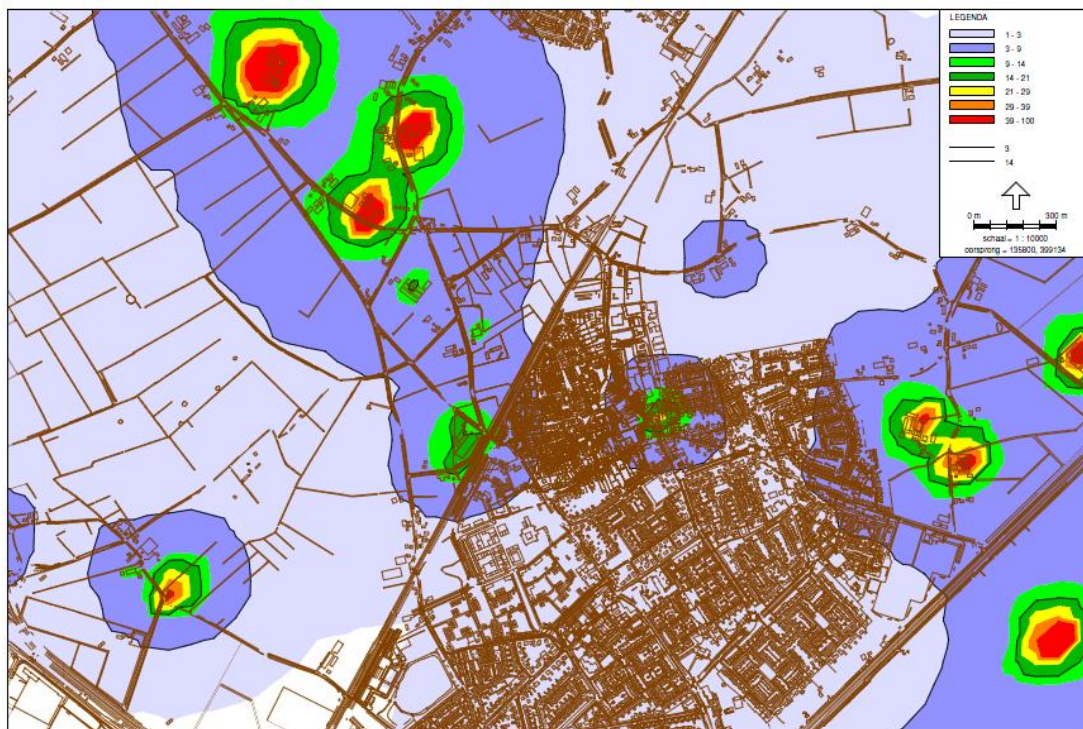 LEGENDA
1 - 3
3 - 9
9 - 14
14 - 21
21 - 29
29 - 39
39 - 100
3
14
0 m 300 m
schaal = 1 : 10000
oorsprong = 135800, 399134